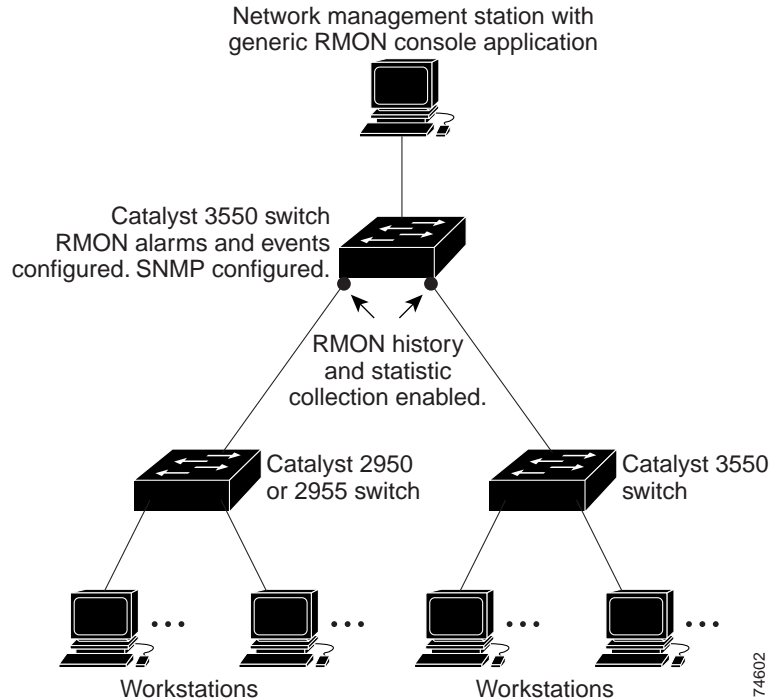 Network management station with
generic RMON console application
Catalyst 3550 switch
RMON alarms and events
configured. SNMP configured.
RMON history
and statistic
collection enabled.
Catalyst 2950
or 2955 switch
Catalyst 3550
switch
Workstations
Workstations
74602